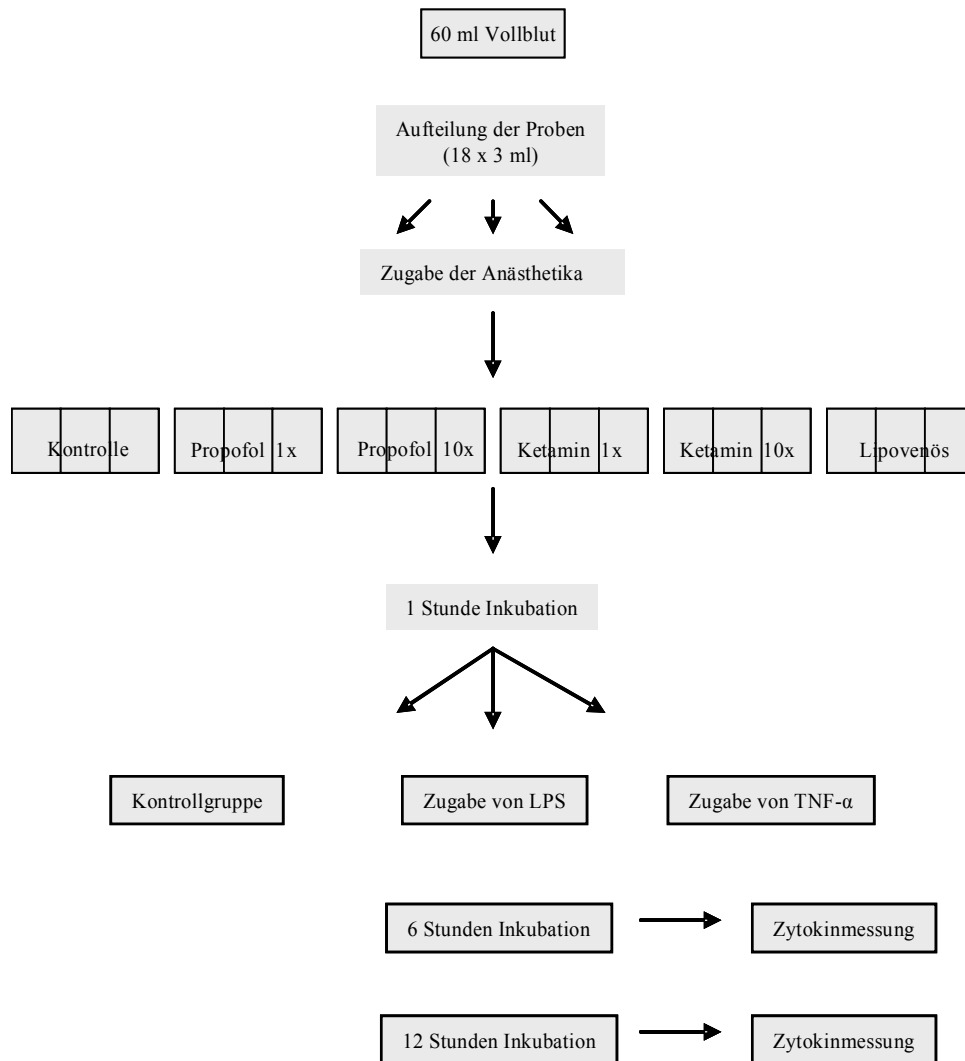 60 ml Vollblut
Aufteilung der Proben
(18 x 3 ml)
Zugabe der Anästhetika
Kontrolle
Propofol 1x
Propofol 10x
Ketamin 1x
Ketamin 10x
Lipovenös
1 Stunde Inkubation
Kontrollgruppe
Zugabe von LPS
Zugabe von TNF-α
6 Stunden Inkubation
Zytokinmessung
12 Stunden Inkubation
Zytokinmessung